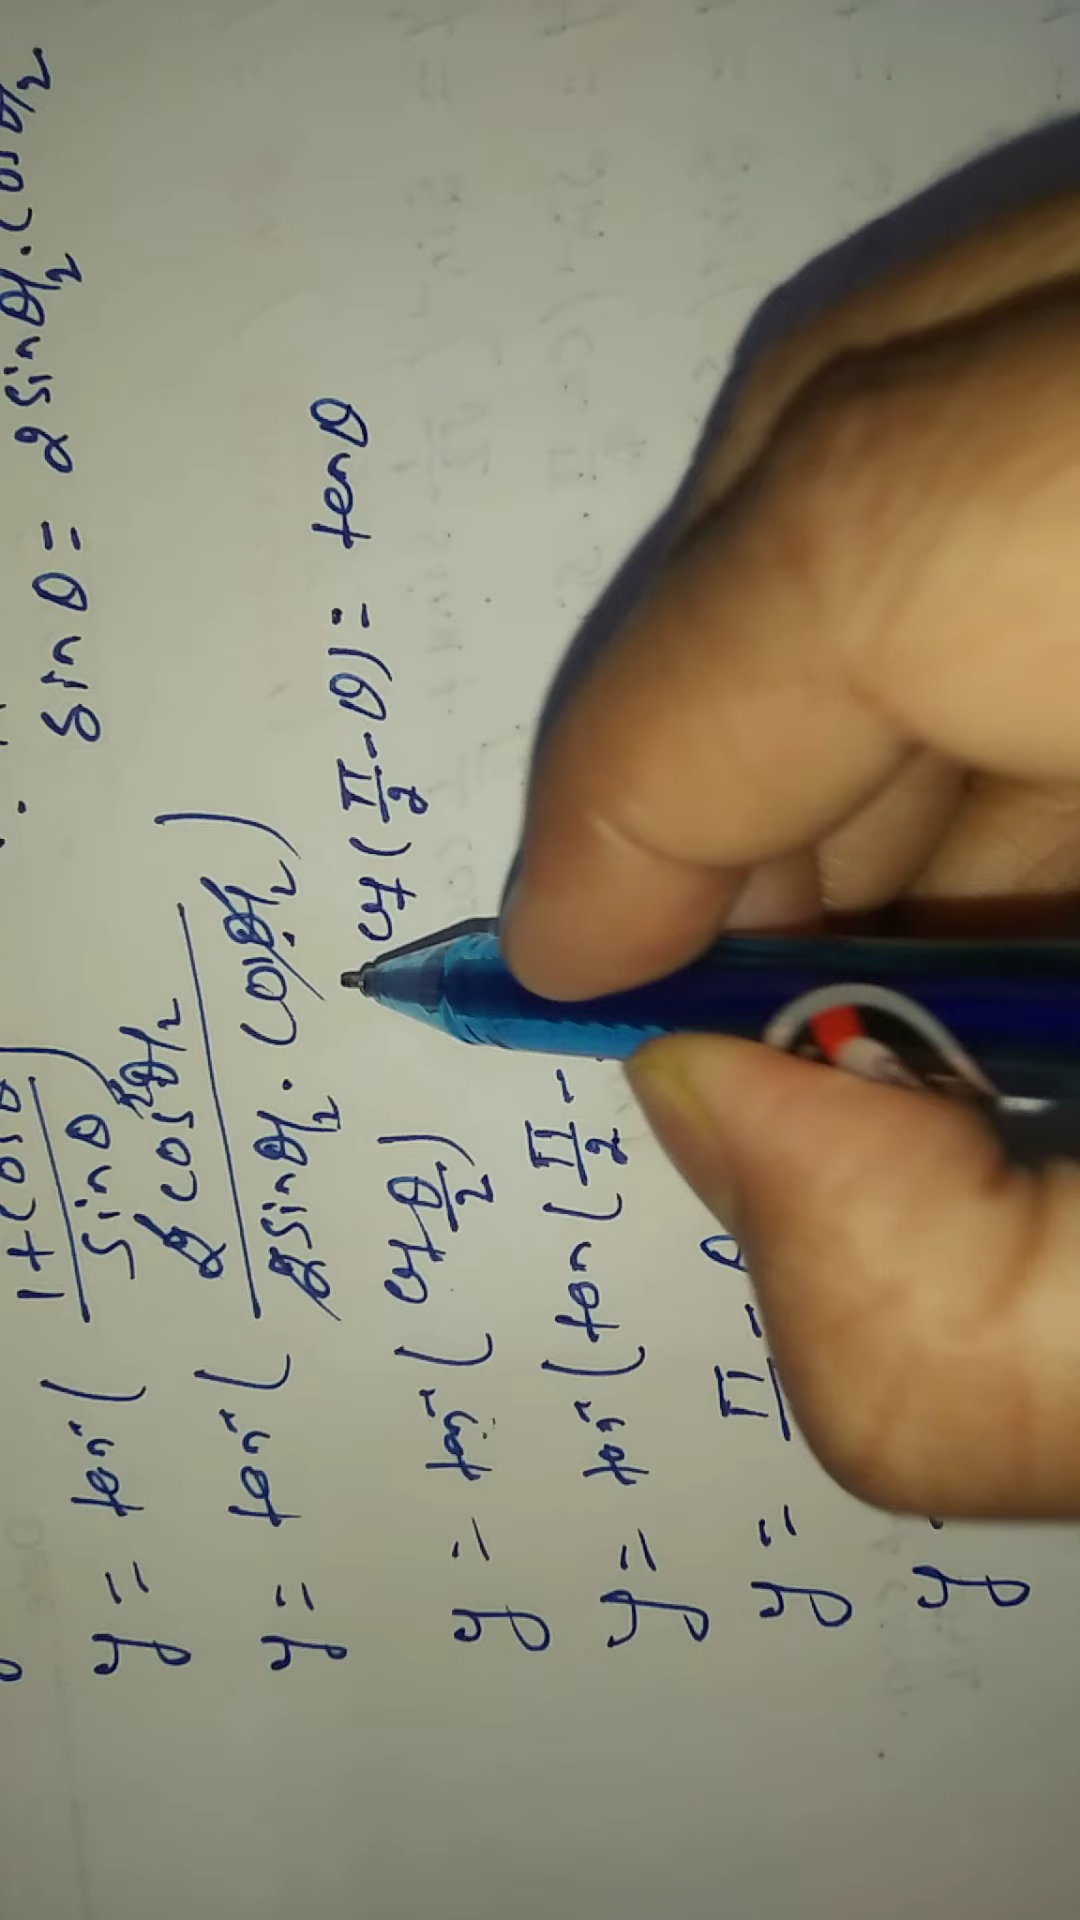 sinθ = 2 sinθ/2 . cosθ/2
y = tan⁻¹ ( 1+cosθ / sinθ )
y = tan⁻¹ ( 2cos²θ/2 / 2sinθ/2 . cosθ/2 )
cot ( π/2 - θ ) = tanθ
y = tan⁻¹ ( cot θ/2 )
y = tan⁻¹ ( tan ( π/2 -
y = π -
y